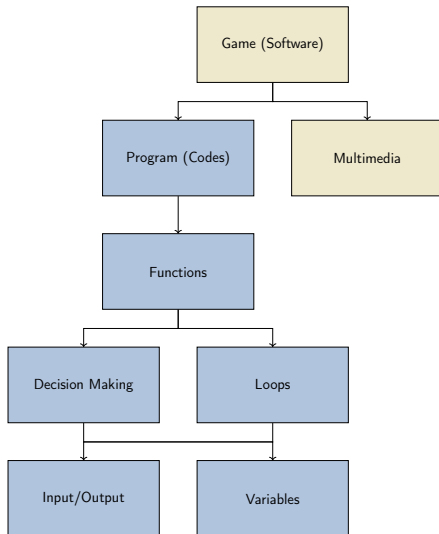 Game (Software)
Program (Codes)
Multimedia
Functions
Decision Making
Loops
Input/Output
Variables